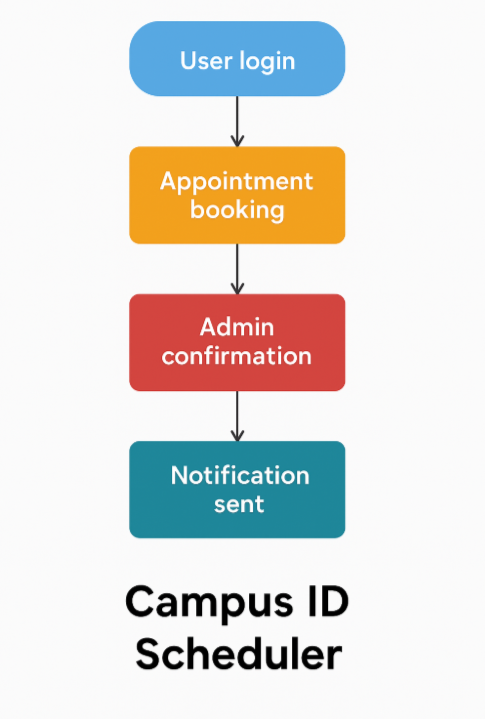 User login
Appointment
booking
Admin
confirmation
Notification
sent
Campus ID
Scheduler